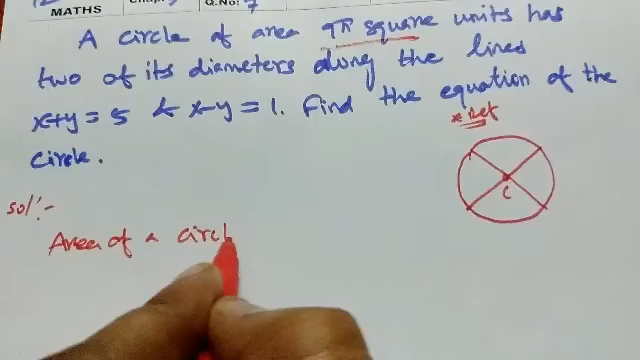 MATHS
Q.No: 7
A circle of area 9π square units has
two of its diameters along the lines
x+y = 5 & x-y = 1. Find the equation of the
circle.
C
sol':-
Area of a circl